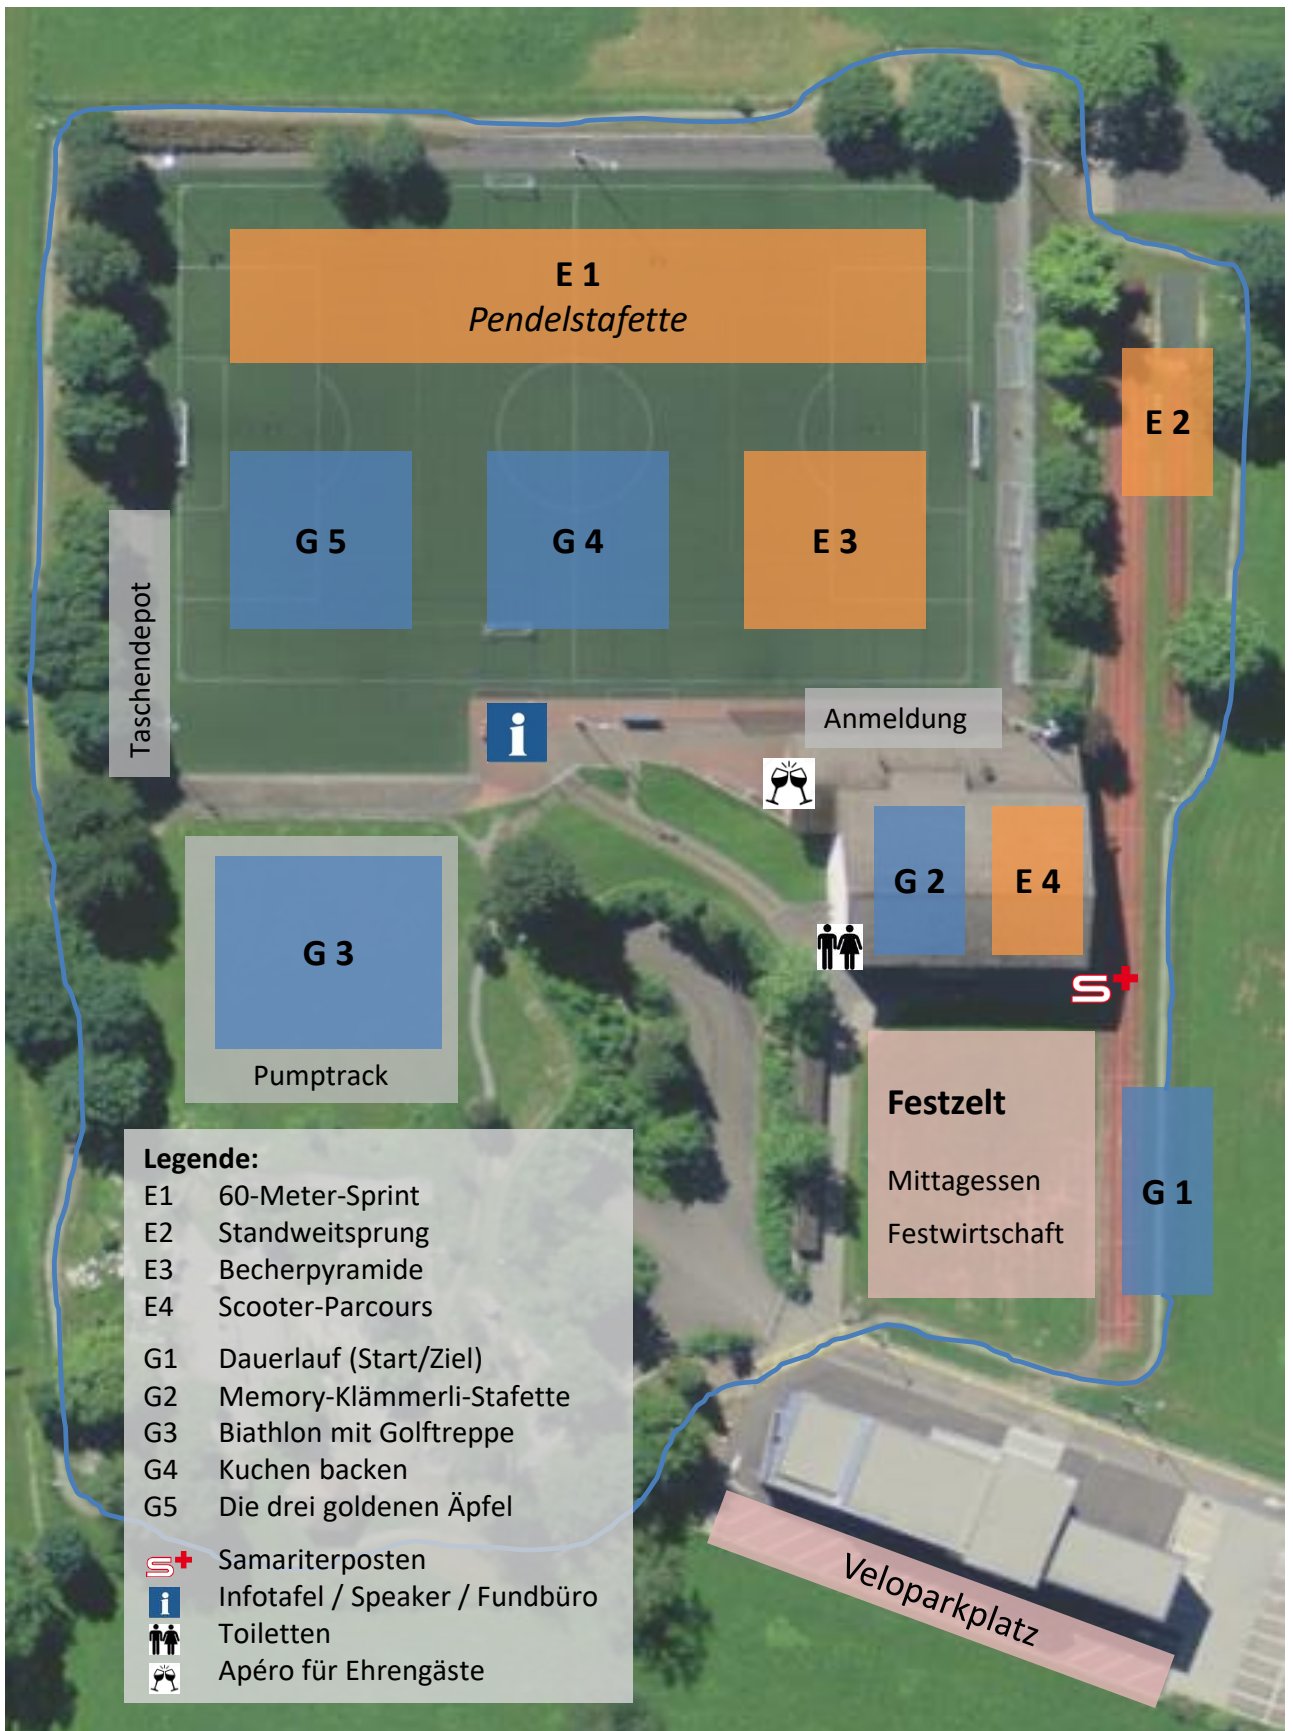 E 1
Pendelstafette
E 2
G 5
G 4
E 3
Taschendepot
i
Anmeldung
G 2
E 4
G 3
S+
Pumptrack
Festzelt
Mittagessen
Festwirtschaft
G 1
Legende:
E1 60-Meter-Sprint
E2 Standweitsprung
E3 Becherpyramide
E4 Scooter-Parcours
G1 Dauerlauf (Start/Ziel)
G2 Memory-Klämmerli-Stafette
G3 Biathlon mit Golftreppe
G4 Kuchen backen
G5 Die drei goldenen Äpfel
S+ Samariterposten
i Infotafel / Speaker / Fundbüro
Toiletten
Apéro für Ehrengäste
Veloparkplatz